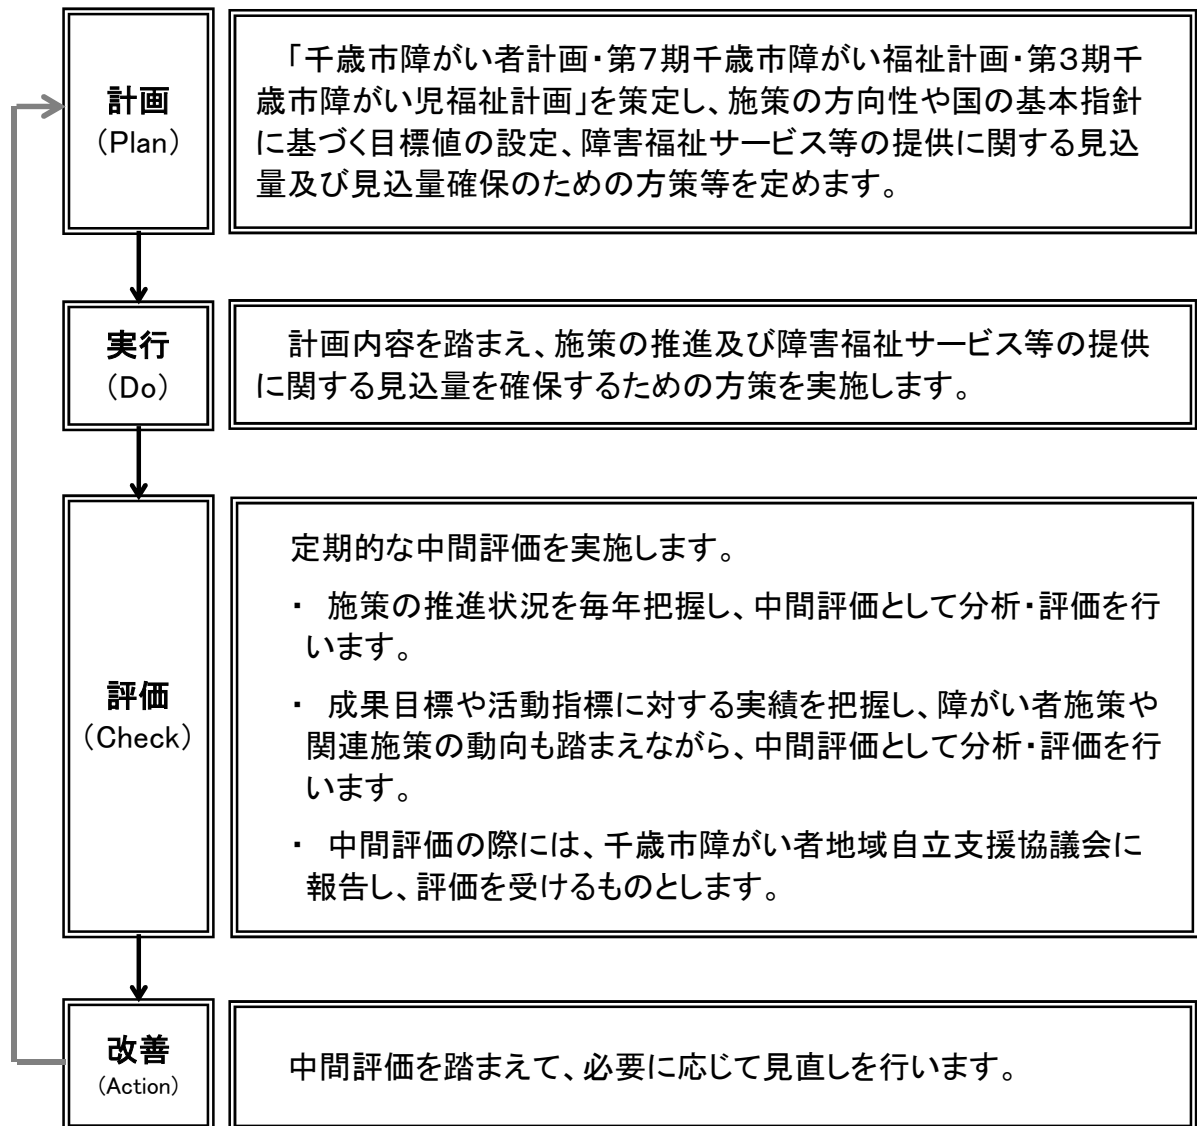 計画
（Plan）
「千歳市障がい者計画・第７期千歳市障がい福祉計画・第３期千
歳市障がい児福祉計画」を策定し、施策の方向性や国の基本指針
に基づく目標値の設定、障害福祉サービス等の提供に関する見込
量及び見込量確保のための方策等を定めます。
実行
（Do）
計画内容を踏まえ、施策の推進及び障害福祉サービス等の提供
に関する見込量を確保するための方策を実施します。
評価
（Check）
定期的な中間評価を実施します。
・ 施策の推進状況を毎年把握し、中間評価として分析・評価を行
います。
・ 成果目標や活動指標に対する実績を把握し、障がい者施策や
関連施策の動向も踏まえながら、中間評価として分析・評価を行
います。
・ 中間評価の際には、千歳市障がい者地域自立支援協議会に
報告し、評価を受けるものとします。
改善
（Action）
中間評価を踏まえて、必要に応じて見直しを行います。